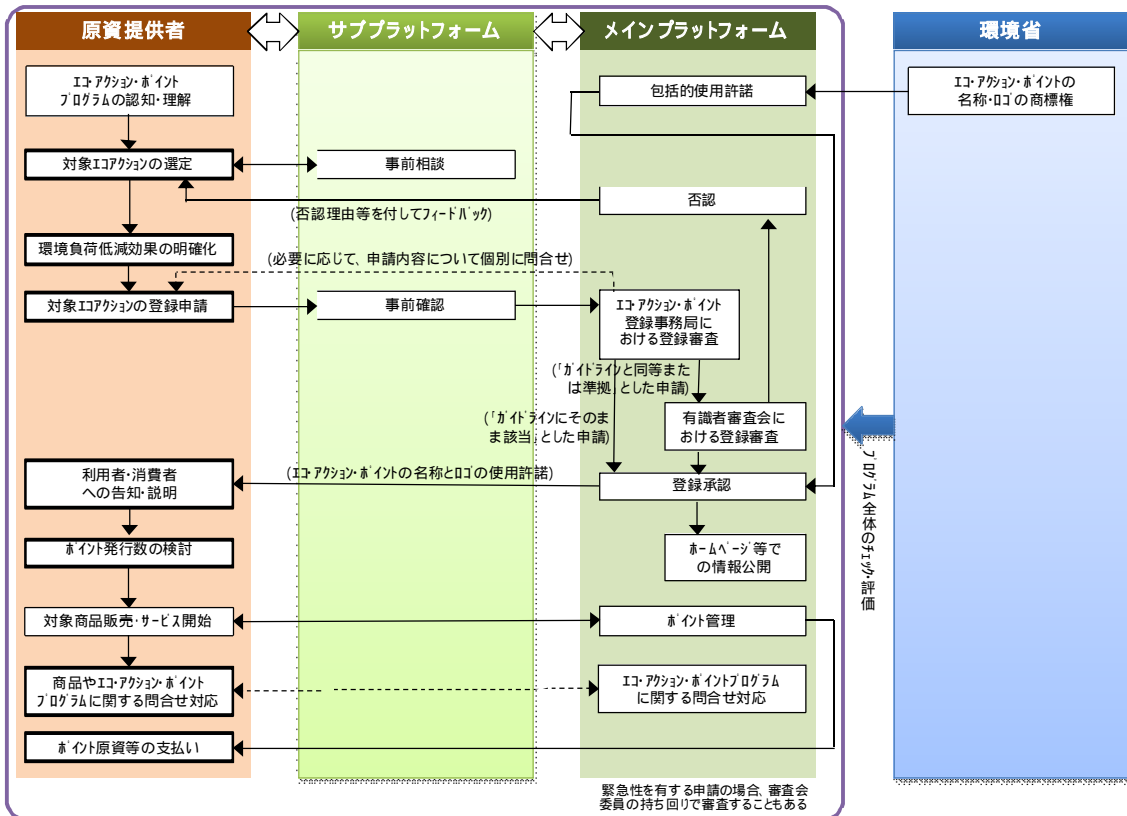 原資提供者
サブプラットフォーム
メインプラットフォーム
環境省
エコ・アクション・ポイント
プログラムの認知・理解
包括的使用許諾
エコ・アクション・ポイントの
名称・ロゴの商標権
対象エコアクションの選定
事前相談
否認
(否認理由等を付してフィードバック)
環境負荷低減効果の明確化
(必要に応じて、申請内容について個別に問合せ)
対象エコアクションの登録申請
事前確認
エコ・アクション・ポイント
登録事務局に
おける登録審査
(「ガイドラインと同等また
は準拠」とした申請)
(「ガイドラインにそのま
ま該当」とした申請)
有識者審査会に
おける登録審査
利用者・消費者
への告知・説明
(エコ・アクション・ポイントの名称とロゴの使用許諾)
登録承認
プログラム全体のチェック・評価
ポイント発行数の検討
ホームページ等で
の情報公開
対象商品販売・サービス開始
ポイント管理
商品やエコ・アクション・ポイント
プログラムに関する問合せ対応
エコ・アクション・ポイントプログラム
に関する問合せ対応
ポイント原資等の支払い
緊急性を有する申請の場合、審査会
委員の持ち回りで審査することもある